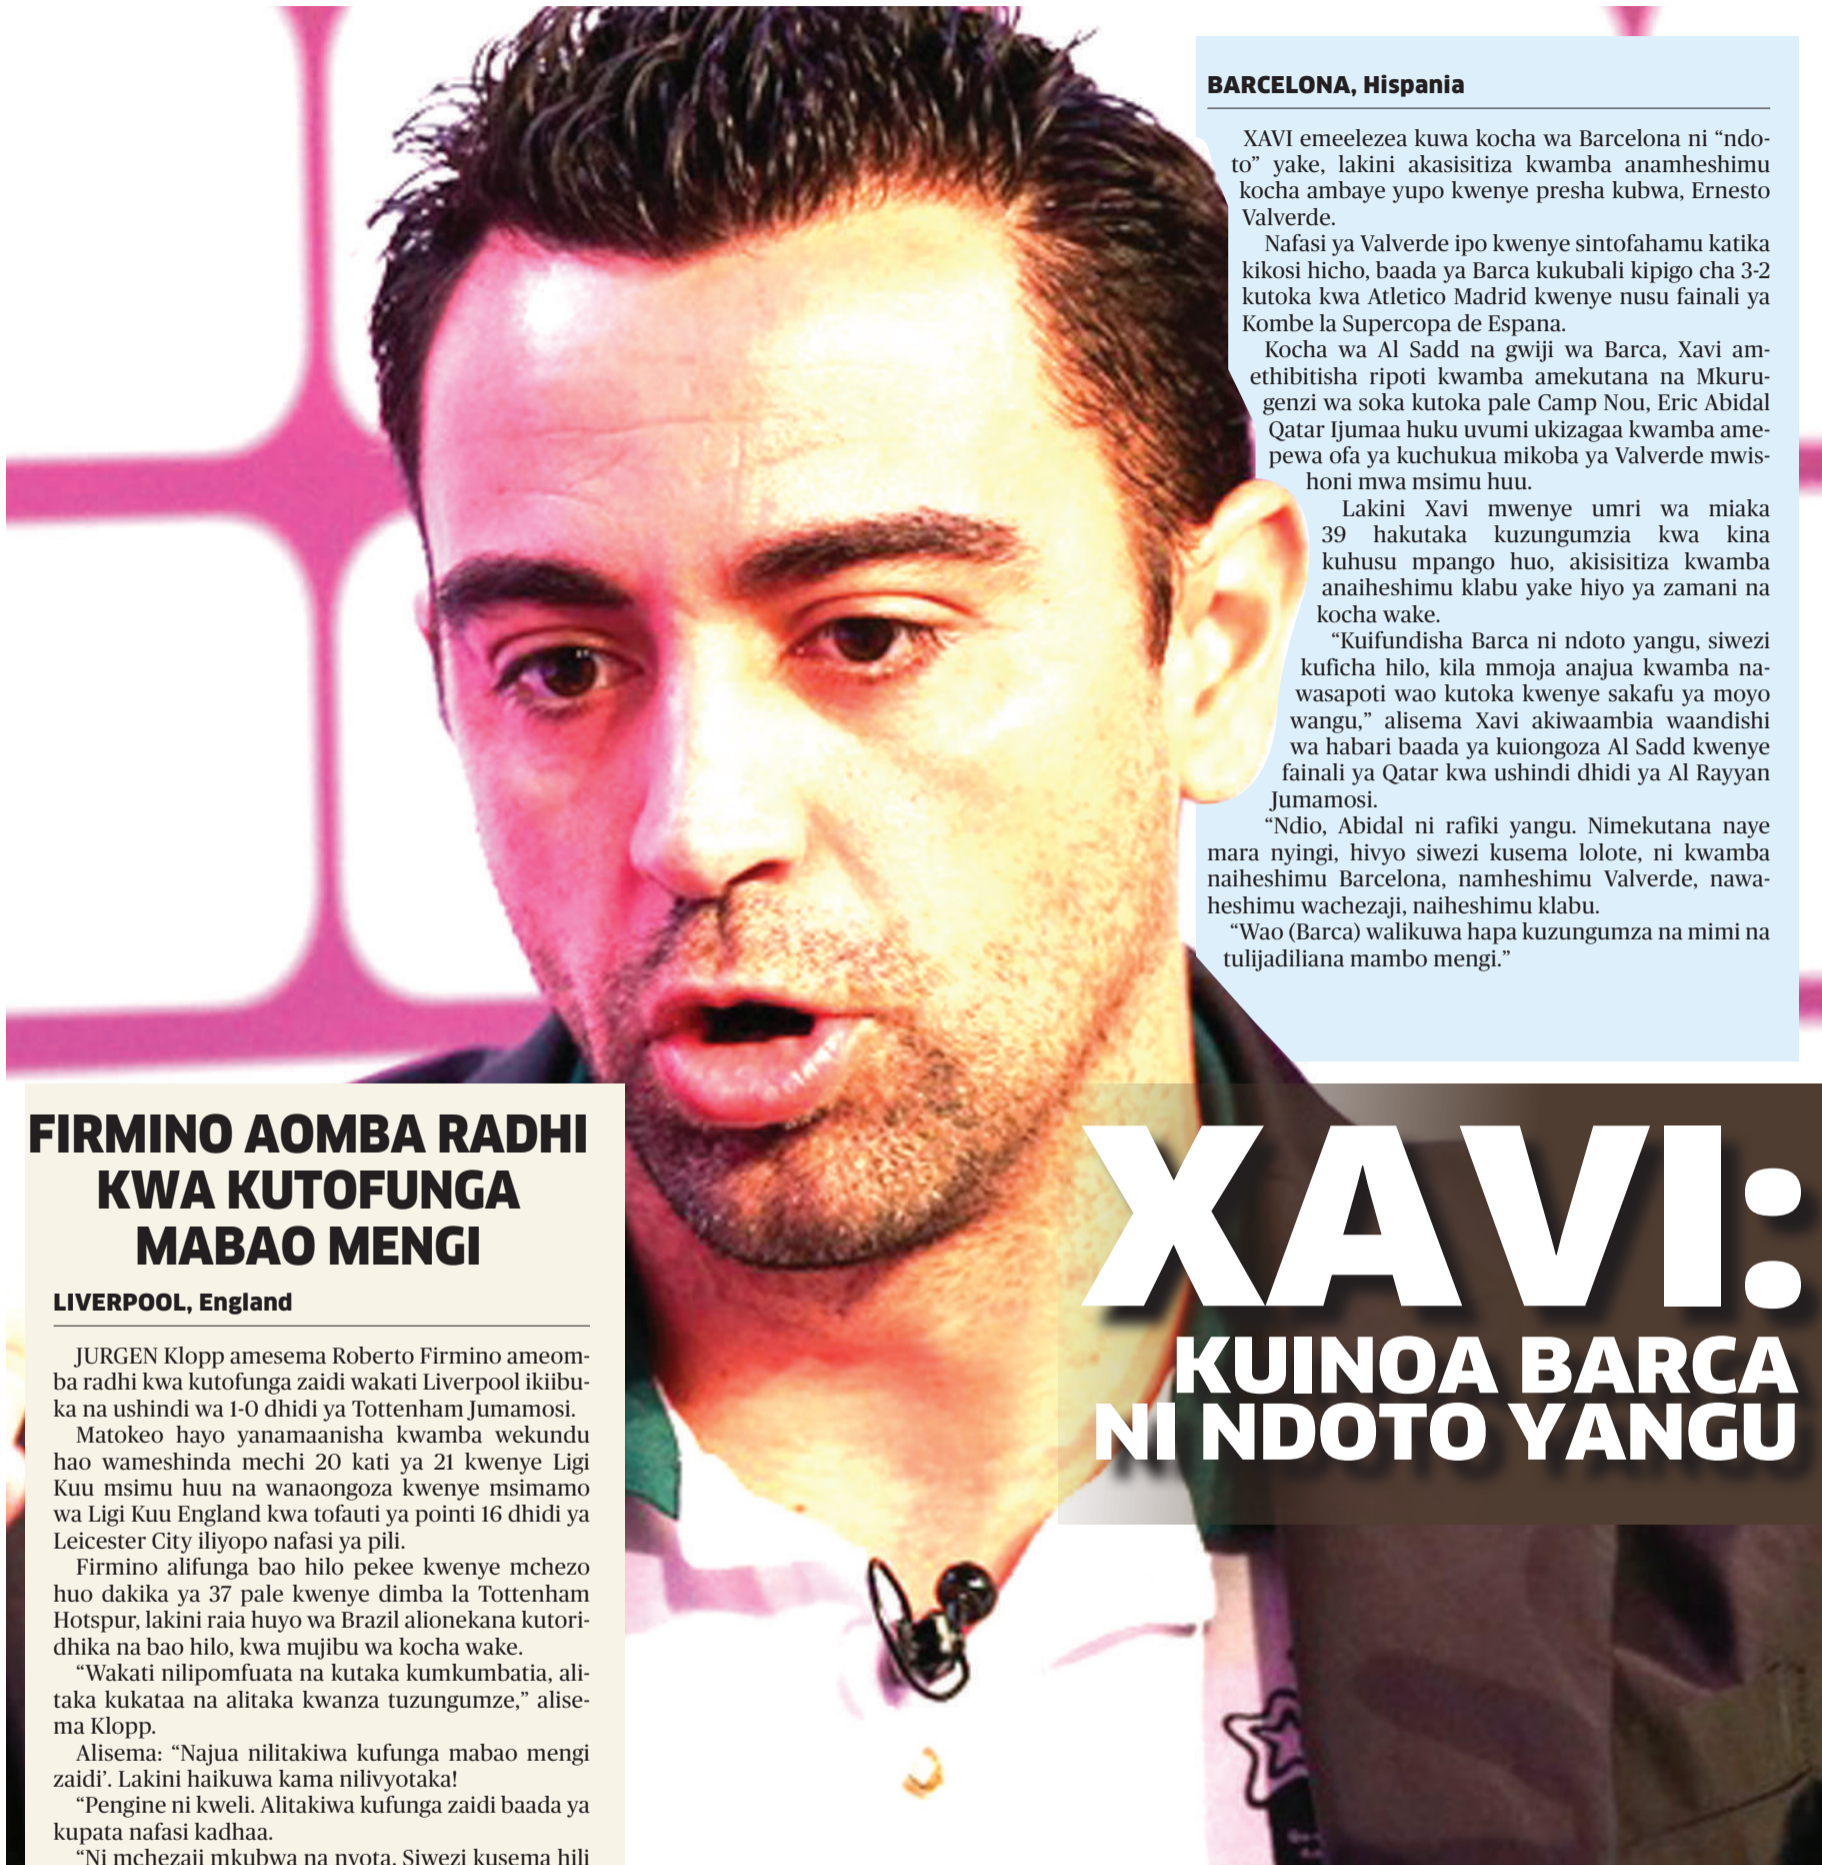 BARCELONA, Hispania
XAVI emeelezea kuwa kocha wa Barcelona ni “ndo-
to” yake, lakini akasisitiza kwamba anamheshimu
kocha ambaye yupo kwenye presha kubwa, Ernesto
Valverde.
Nafasi ya Valverde ipo kwenye sintofahamu katika
kikosi hicho, baada ya Barca kukubali kipigo cha 3-2
kutoka kwa Atletico Madrid kwenye nusu fainali ya
Kombe la Supercopa de Espana.
Kocha wa Al Sadd na gwiji wa Barca, Xavi am-
ethibitisha ripoti kwamba amekutana na Mkuru-
genzi wa soka kutoka pale Camp Nou, Eric Abidal
Qatar Ijumaa huku uvumi ukizagaa kwamba ame-
pewa ofa ya kuchukua mikoba ya Valverde mwis-
honi mwa msimu huu.
Lakini Xavi mwenye umri wa miaka
39 hakutaka kuzungumzia kwa kina
kuhusu mpango huo, akisisitiza kwamba
anaiheshimu klabu yake hiyo ya zamani na
kocha wake.
“Kuifundisha Barca ni ndoto yangu, siwezi
kuficha hilo, kila mmoja anajua kwamba na-
wasapoti wao kutoka kwenye sakafu ya moyo
wangu,” alisema Xavi akiwaambia waandishi
wa habari baada ya kuiongoza Al Sadd kwenye
fainali ya Qatar kwa ushindi dhidi ya Al Rayyan
Jumamosi.
“Ndio, Abidal ni rafiki yangu. Nimekutana naye
mara nyingi, hivyo siwezi kusema lolote, ni kwamba
naiheshimu Barcelona, namheshimu Valverde, nawa-
heshimu wachezaji, naiheshimu klabu.
“Wao (Barca) walikuwa hapa kuzungumza na mimi na
tulijadiliana mambo mengi.”
XAVI:
KUINOA BARCA
NI NDOTO YANGU
FIRMINO AOMBA RADHI
KWA KUTOFUNGA
MABAO MENGI
LIVERPOOL, England
JURGEN Klopp amesema Roberto Firmino ameom-
ba radhi kwa kutofunga zaidi wakati Liverpool ikiibu-
ka na ushindi wa 1-0 dhidi ya Tottenham Jumamosi.
Matokeo hayo yanamaanisha kwamba wekundu
hao wameshinda mechi 20 kati ya 21 kwenye Ligi
Kuu msimu huu na wanaongoza kwenye msimamo
wa Ligi Kuu England kwa tofauti ya pointi 16 dhidi ya
Leicester City iliyopo nafasi ya pili.
Firmino alifunga bao hilo pekee kwenye mchezo
huo dakika ya 37 pale kwenye dimba la Tottenham
Hotspur, lakini raia huyo wa Brazil alionekana kutori-
dhika na bao hilo, kwa mujibu wa kocha wake.
“Wakati nilipomfuata na kutaka kumkumbatia, ali-
taka kukataa na alitaka kwanza tuzungumze,” alise-
ma Klopp.
Alisema: “Najua nilitakiwa kufunga mabao mengi
zaidi’. Lakini haikuwa kama nilivyotaka!
“Pengine ni kweli. Alitakiwa kufunga zaidi baada ya
kupata nafasi kadhaa.
“Ni mchezaji mkubwa na nyota. Siwezi kusema hili